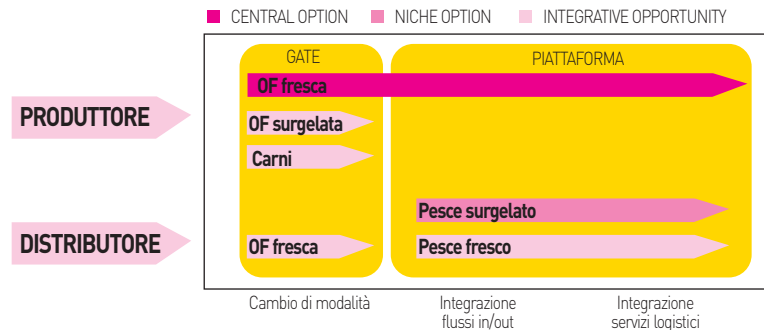 CENTRAL OPTION NICHE OPTION INTEGRATIVE OPPORTUNITY
GATE PIATTAFORMA
OF fresca
PRODUTTORE
OF surgelata
Carni
Pesce surgelato
DISTRIBUTORE
OF fresca Pesce fresco
Cambio di modalità Integrazione Integrazione
flussi in/out servizi logistici